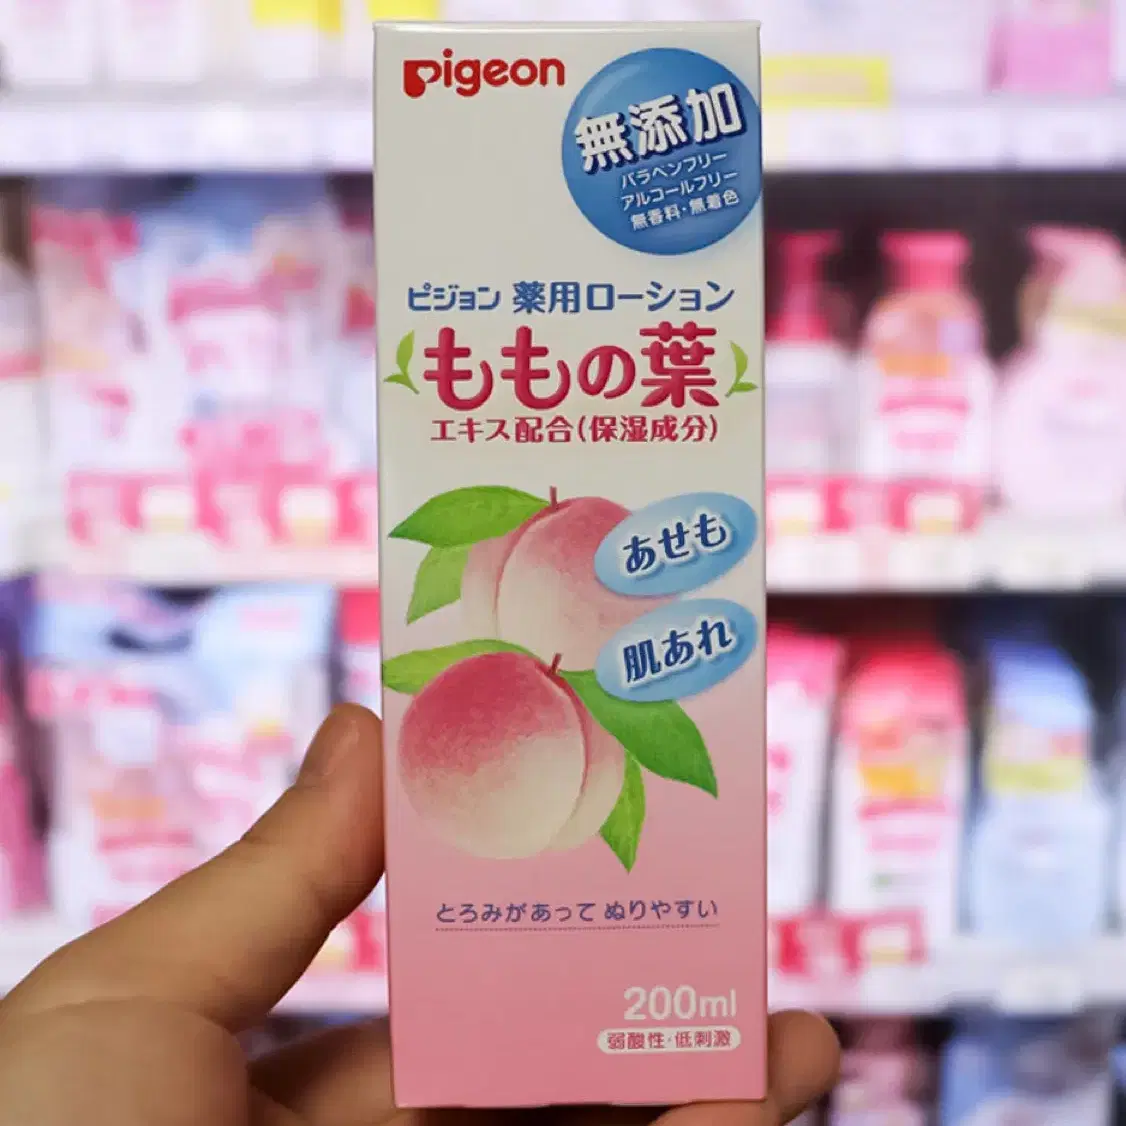 pigeon
無添加
パラベンフリー
アルコールフリー
無香料・無着色
ピジョン 薬用ローション
ももの葉
エキス配合(保湿成分)
あせも
肌あれ
とろみがあって ぬりやすい
200ml
弱酸性・低刺激